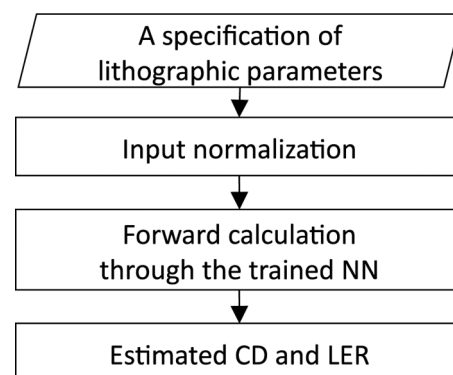 A specification of
lithographic parameters
Input normalization
Forward calculation
through the trained NN
Estimated CD and LER